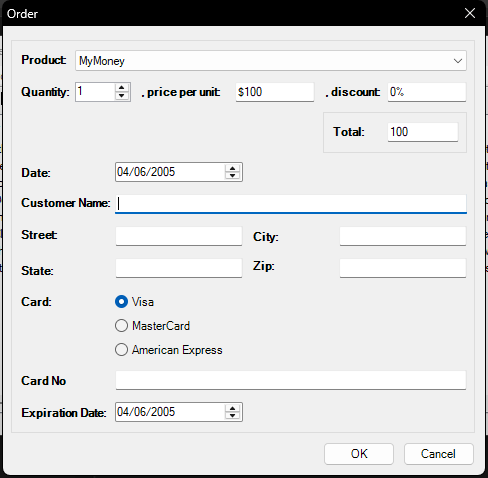 Order
Product: MyMoney
Quantity: 1 , price per unit: $100 , discount: 0%
Total: 100
Date: 04/06/2005
Customer Name:
Street: City:
State: Zip:
Card: Visa
MasterCard
American Express
Card No
Expiration Date: 04/06/2005
OK Cancel